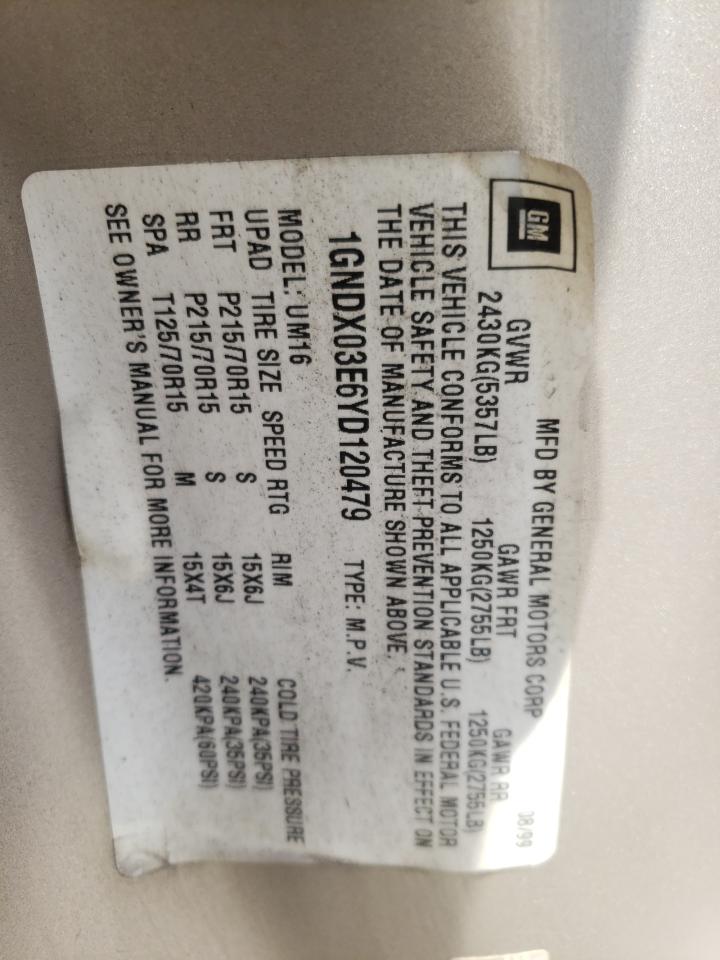 GM
MFD BY GENERAL MOTORS CORP 08/99
GVWR GAWR FRT GAWR RR
2430KG(5357LB) 1250KG(2755LB) 1250KG(2755LB)
THIS VEHICLE CONFORMS TO ALL APPLICABLE U.S. FEDERAL MOTOR
VEHICLE SAFETY AND THEFT PREVENTION STANDARDS IN EFFECT ON
THE DATE OF MANUFACTURE SHOWN ABOVE.
1GNDX03E6YD120479 TYPE: M.P.V.
MODEL: UM16
UPAD TIRE SIZE SPEED RTG RIM COLD TIRE PRESSURE
FRT P215/70R15 S 15X6J 240KPA(35PSI)
RR P215/70R15 S 15X6J 240KPA(35PSI)
SPA T125/70R15 M 15X4T 420KPA(60PSI)
SEE OWNER'S MANUAL FOR MORE INFORMATION.